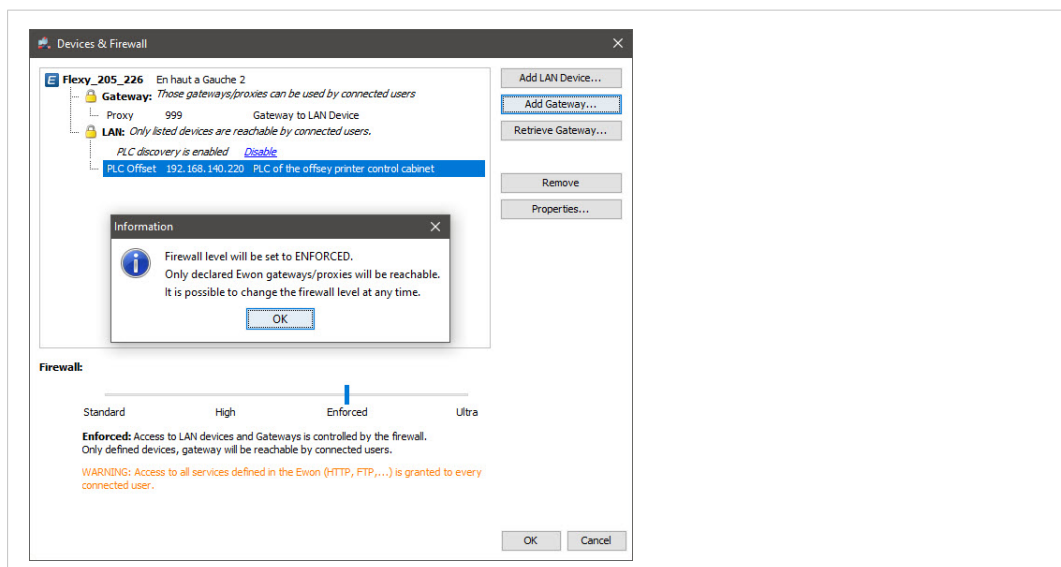 Devices & Firewall
Flexy_205_226 En haut a Gauche 2
Gateway: Those gateways/proxies can be used by connected users
Proxy 999 Gateway to LAN Device
LAN: Only listed devices are reachable by connected users.
PLC discovery is enabled Disable
PLC Offset 192.168.140.220 PLC of the offsey printer control cabinet
Add LAN Device...
Add Gateway...
Retrieve Gateway...
Remove
Properties...
Information
Firewall level will be set to ENFORCED.
Only declared Ewon gateways/proxies will be reachable.
It is possible to change the firewall level at any time.
OK
Firewall:
Standard High Enforced Ultra
Enforced: Access to LAN devices and Gateways is controlled by the firewall.
Only defined devices, gateway will be reachable by connected users.
WARNING: Access to all services defined in the Ewon (HTTP, FTP,...) is granted to every
connected user.
OK Cancel